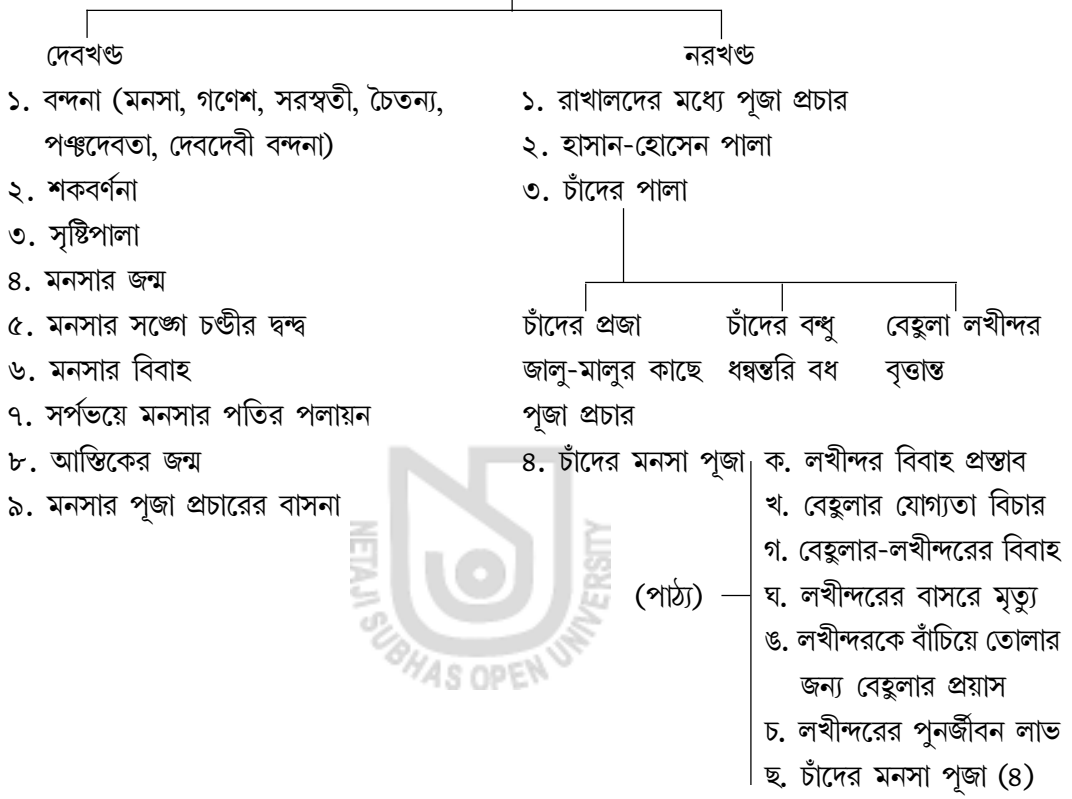 দেবখণ্ড
১. বন্দনা (মনসা, গণেশ, সরস্বতী, চৈতন্য,
পঞ্চদেবতা, দেবদেবী বন্দনা)
২. শকবর্ণনা
৩. সৃষ্টিপালা
৪. মনসার জন্ম
৫. মনসার সঙ্গে চণ্ডীর দ্বন্দ্ব
৬. মনসার বিবাহ
৭. সর্পভয়ে মনসার পতির পলায়ন
৮. আস্তিকের জন্ম
৯. মনসার পূজা প্রচারের বাসনা
নরখণ্ড
১. রাখালদের মধ্যে পূজা প্রচার
২. হাসান-হোসেন পালা
৩. চাঁদের পালা
চাঁদের প্রজা
জালু-মালুর কাছে
পূজা প্রচার
চাঁদের বন্ধু
ধন্বন্তরি বধ
বেহুলা লখীন্দর
বৃত্তান্ত
৪. চাঁদের মনসা পূজা
(পাঠ্য)
ক. লখীন্দর বিবাহ প্রস্তাব
খ. বেহুলার যোগ্যতা বিচার
গ. বেহুলার-লখীন্দরের বিবাহ
ঘ. লখীন্দরের বাসরে মৃত্যু
ঙ. লখীন্দরকে বাঁচিয়ে তোলার
জন্য বেহুলার প্রয়াস
চ. লখীন্দরের পুনর্জীবন লাভ
ছ. চাঁদের মনসা পূজা (৪)
NETAJI SUBHAS OPEN UNIVERSITY